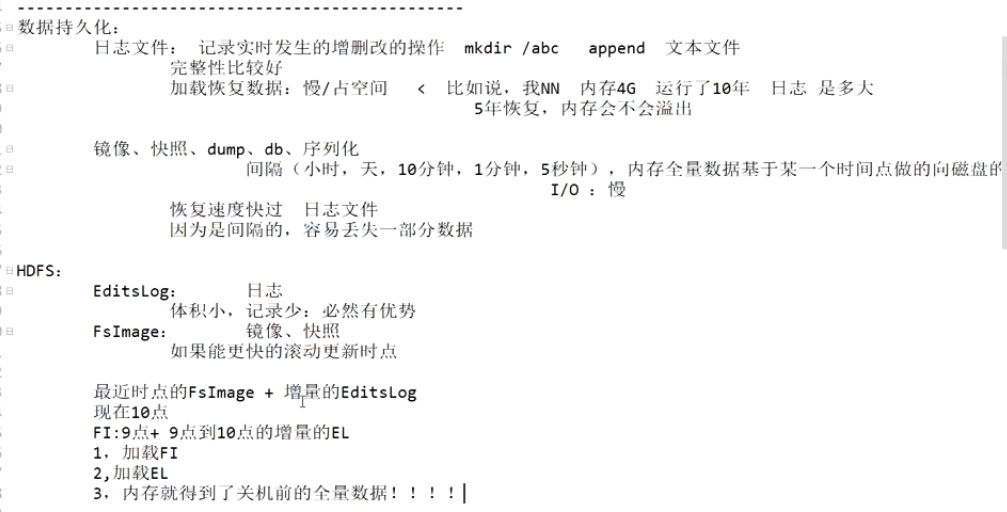 ------------------------------------------------
数据持久化:
日志文件: 记录实时发生的增删改的操作 mkdir /abc append 文本文件
完整性比较好
加载恢复数据: 慢/占空间 < 比如说,我NN 内存4G 运行了10年 日志 是多大
5年恢复,内存会不会溢出
镜像、快照、dump、db、序列化
间隔(小时,天,10分钟,1分钟,5秒钟),内存全量数据基于某一个时间点做的向磁盘的
I/O : 慢
恢复速度快过 日志文件
因为是间隔的,容易丢失一部分数据
HDFS:
EditsLog: 日志
体积小,记录少: 必然有优势
FsImage: 镜像、快照
如果能更快的滚动更新时点
最近时点的FsImage + 增量的EditsLog
现在10点
FI:9点+ 9点到10点的增量的EL
1, 加载FI
2,加载EL
3, 内存就得到了关机前的全量数据!!!!